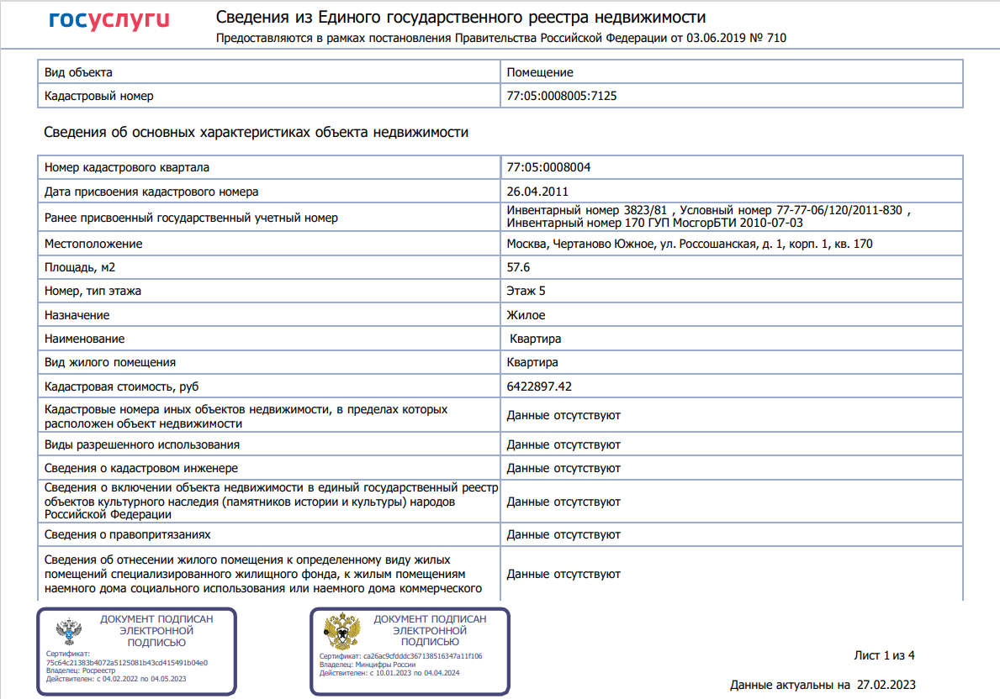 госуслуги
Сведения из Единого государственного реестра недвижимости
Предоставляются в рамках постановления Правительства Российской Федерации от 03.06.2019 № 710
Вид объекта
Помещение
Кадастровый номер
77:05:0008005:7125
Сведения об основных характеристиках объекта недвижимости
Номер кадастрового квартала
77:05:0008004
Дата присвоения кадастрового номера
26.04.2011
Ранее присвоенный государственный учетный номер
Инвентарный номер 3823/81 , Условный номер 77-77-06/120/2011-830 ,
Инвентарный номер 170 ГУП МосгорБТИ 2010-07-03
Местоположение
Москва, Чертаново Южное, ул. Россошанская, д. 1, корп. 1, кв. 170
Площадь, м2
57.6
Номер, тип этажа
Этаж 5
Назначение
Жилое
Наименование
Квартира
Вид жилого помещения
Квартира
Кадастровая стоимость, руб
6422897.42
Кадастровые номера иных объектов недвижимости, в пределах которых
расположен объект недвижимости
Данные отсутствуют
Виды разрешенного использования
Данные отсутствуют
Сведения о кадастровом инженере
Данные отсутствуют
Сведения о включении объекта недвижимости в единый государственный реестр
объектов культурного наследия (памятников истории и культуры) народов
Российской Федерации
Данные отсутствуют
Сведения о правопритязаниях
Данные отсутствуют
Сведения об отнесении жилого помещения к определенному виду жилых
помещений специализированного жилищного фонда, к жилым помещениям
наемного дома социального использования или наемного дома коммерческого
Данные отсутствуют
ДОКУМЕНТ ПОДПИСАН
ЭЛЕКТРОННОЙ
ПОДПИСЬЮ
Сертификат:
75c64c21383b4072a5125081b43cd415491b04e0
Владелец: Росреестр
Действителен: с 04.02.2022 по 04.05.2023
ДОКУМЕНТ ПОДПИСАН
ЭЛЕКТРОННОЙ
ПОДПИСЬЮ
Сертификат: ca26ac9cfdddc367138516347a11f106
Владелец: Минцифры России
Действителен: с 10.01.2023 по 04.04.2024
Лист 1 из 4
Данные актуальны на 27.02.2023